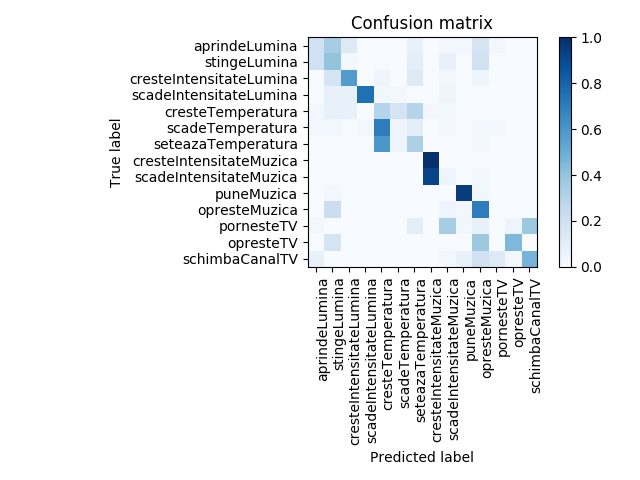 Confusion matrix
True label
aprindeLumina
stingeLumina
cresteIntensitateLumina
scadeIntensitateLumina
cresteTemperatura
scadeTemperatura
seteazaTemperatura
cresteIntensitateMuzica
scadeIntensitateMuzica
puneMuzica
opresteMuzica
pornesteTV
opresteTV
schimbaCanalTV
aprindeLumina
stingeLumina
cresteIntensitateLumina
scadeIntensitateLumina
cresteTemperatura
scadeTemperatura
seteazaTemperatura
cresteIntensitateMuzica
scadeIntensitateMuzica
puneMuzica
opresteMuzica
pornesteTV
opresteTV
schimbaCanalTV
Predicted label
1.0
0.8
0.6
0.4
0.2
0.0